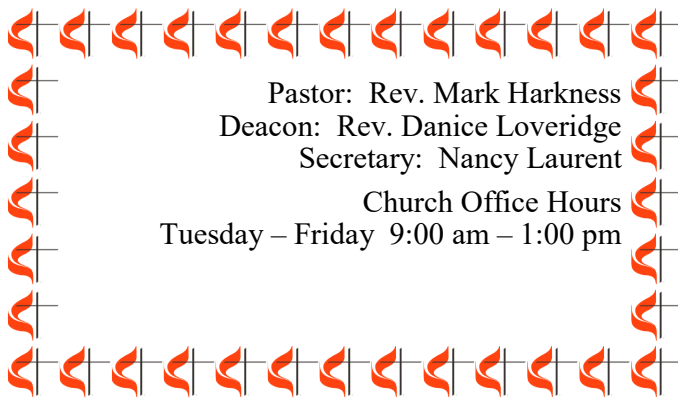 Pastor:  Rev. Mark Harkness
Deacon:  Rev. Danice Loveridge
Secretary:  Nancy Laurent
Church Office Hours
Tuesday – Friday  9:00 am – 1:00 pm